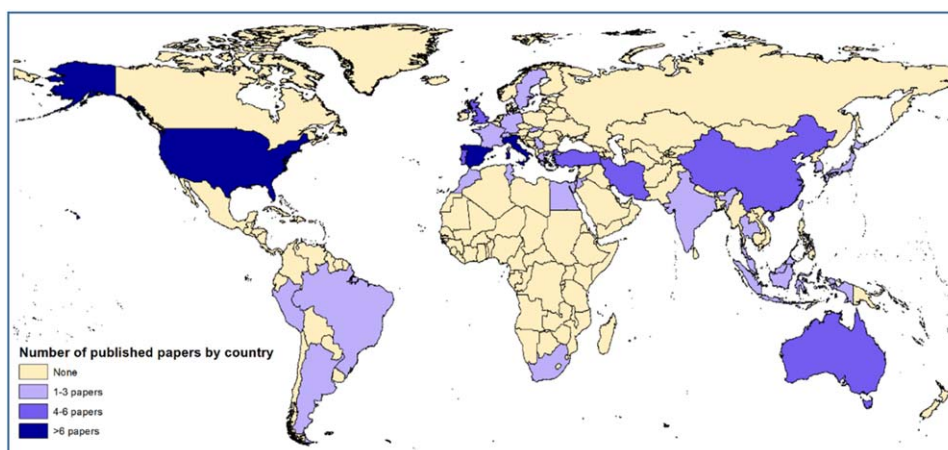 Number of published papers by country
None
1-3 papers
4-6 papers
>6 papers